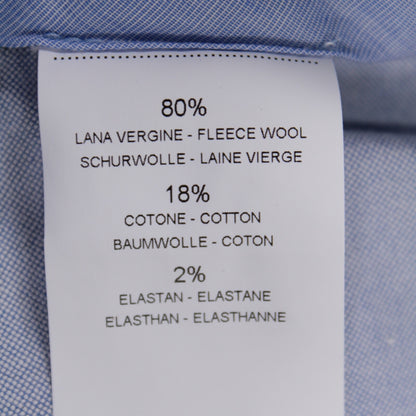 80%
LANA VERGINE - FLEECE WOOL
SCHURWOLLE - LAINE VIERGE
18%
COTONE - COTTON
BAUMWOLLE - COTON
2%
ELASTAN - ELASTANE
ELASTHAN - ELASTHANNE